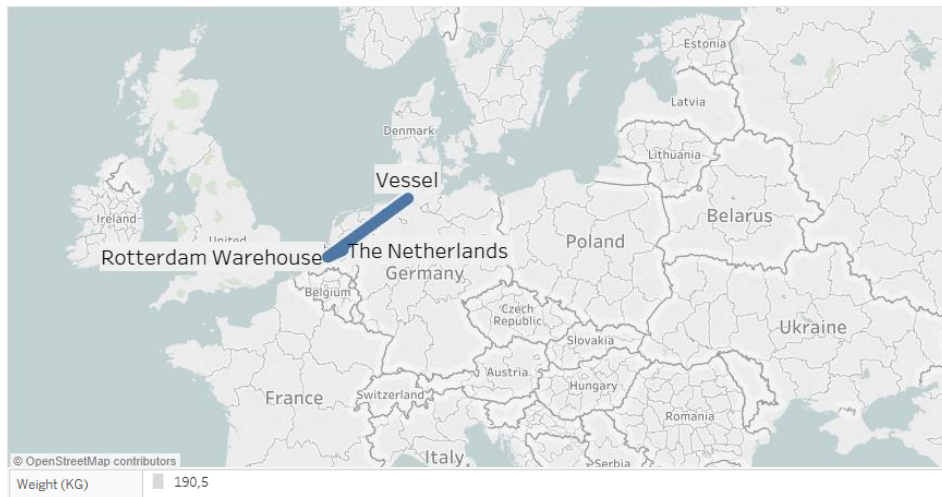 Estonia
Latvia
Denmark
Lithuania
Vessel
Ireland
United
Belarus
Poland
Rotterdam Warehouse
The Netherlands
Germany
Belgium
Czech
Republic
Ukraine
Slovakia
Austria
Hungary
France
Switzerland
Romania
Italy
Serbia
© OpenStreetMap contributors
Weight (KG)
190,5